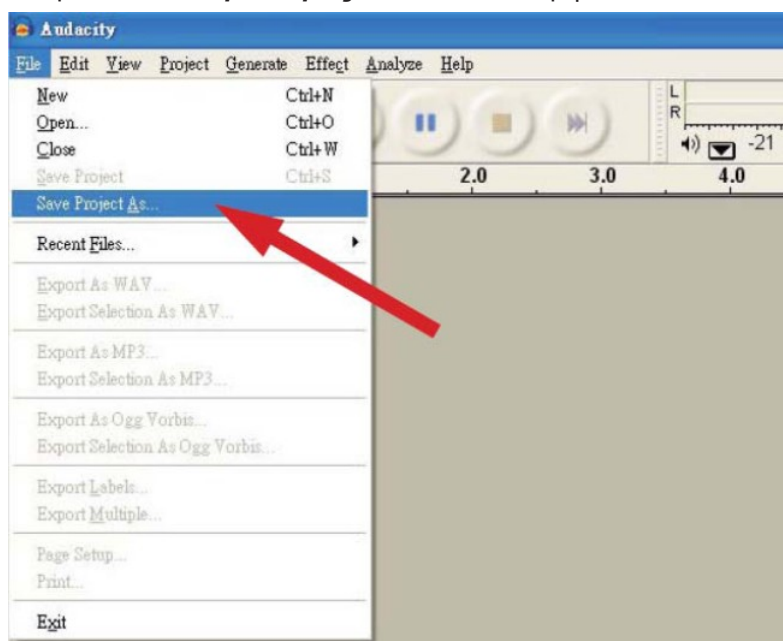 Audacity
File Edit View Project Generate Effect Analyze Help
New Ctrl+N
Open... Ctrl+O
Close Ctrl+W
Save Project Ctrl+S
Save Project As...
Recent Files...
Export As WAV...
Export Selection As WAV...
Export As MP3...
Export Selection As MP3...
Export As Ogg Vorbis...
Export Selection As Ogg Vorbis...
Export Labels...
Export Multiple...
Page Setup...
Print...
Exit
L
R
-21
2.0 3.0 4.0